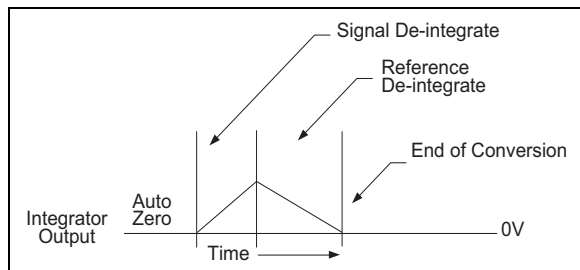 Signal De-integrate
Reference
De-integrate
End of Conversion
Auto
Zero
Integrator
Output
0V
Time